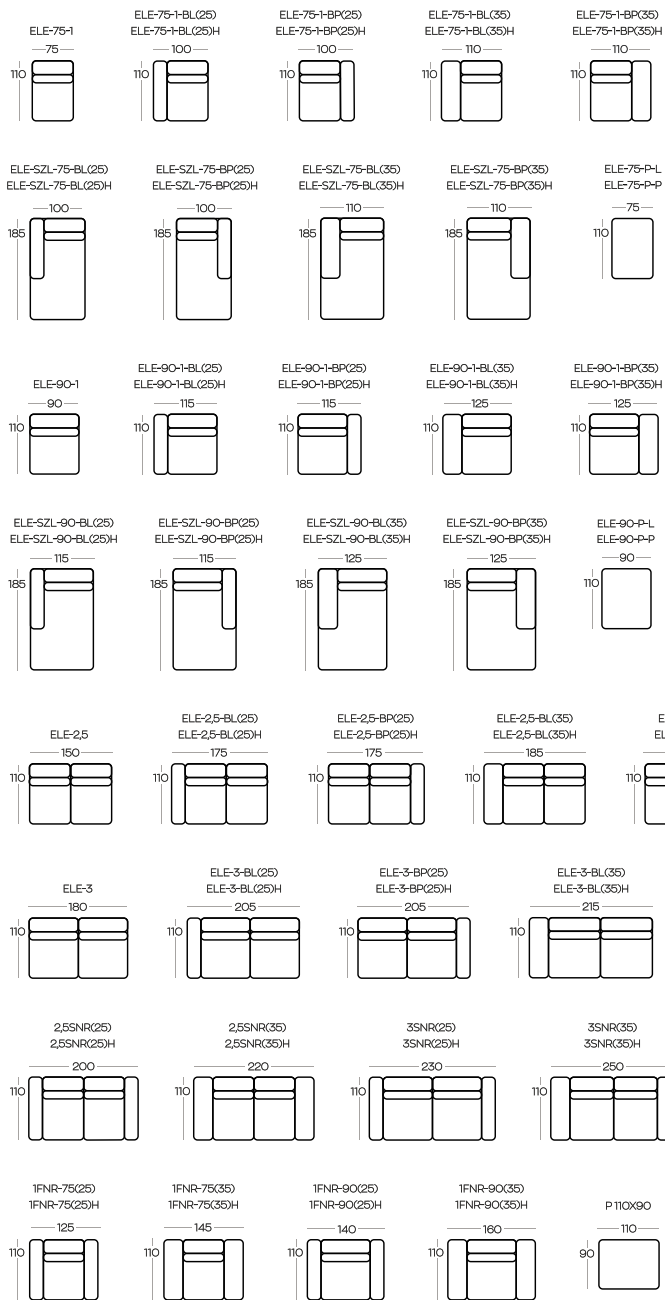 ELE-75-1
ELE-75-1-BL(25)
ELE-75-1-BL(25)H
ELE-75-1-BP(25)
ELE-75-1-BP(25)H
ELE-75-1-BL(35)
ELE-75-1-BL(35)H
ELE-75-1-BP(35)
ELE-75-1-BP(35)H
75
100
100
110
110
110
110
110
110
110
ELE-SZL-75-BL(25)
ELE-SZL-75-BL(25)H
ELE-SZL-75-BP(25)
ELE-SZL-75-BP(25)H
ELE-SZL-75-BL(35)
ELE-SZL-75-BL(35)H
ELE-SZL-75-BP(35)
ELE-SZL-75-BP(35)H
ELE-75-P-L
ELE-75-P-P
100
100
110
110
75
185
185
185
185
110
ELE-90-1
ELE-90-1-BL(25)
ELE-90-1-BL(25)H
ELE-90-1-BP(25)
ELE-90-1-BP(25)H
ELE-90-1-BL(35)
ELE-90-1-BL(35)H
ELE-90-1-BP(35)
ELE-90-1-BP(35)H
90
115
115
125
125
110
110
110
110
110
ELE-SZL-90-BL(25)
ELE-SZL-90-BL(25)H
ELE-SZL-90-BP(25)
ELE-SZL-90-BP(25)H
ELE-SZL-90-BL(35)
ELE-SZL-90-BL(35)H
ELE-SZL-90-BP(35)
ELE-SZL-90-BP(35)H
ELE-90-P-L
ELE-90-P-P
115
115
125
125
90
185
185
185
185
110
ELE-2,5
ELE-2,5-BL(25)
ELE-2,5-BL(25)H
ELE-2,5-BP(25)
ELE-2,5-BP(25)H
ELE-2,5-BL(35)
ELE-2,5-BL(35)H
150
175
175
185
110
110
110
110
110
ELE-3
ELE-3-BL(25)
ELE-3-BL(25)H
ELE-3-BP(25)
ELE-3-BP(25)H
ELE-3-BL(35)
ELE-3-BL(35)H
180
205
205
215
110
110
110
110
2,5SNR(25)
2,5SNR(25)H
2,5SNR(35)
2,5SNR(35)H
3SNR(25)
3SNR(25)H
3SNR(35)
3SNR(35)H
200
220
230
250
110
110
110
110
1FNR-75(25)
1FNR-75(25)H
1FNR-75(35)
1FNR-75(35)H
1FNR-90(25)
1FNR-90(25)H
1FNR-90(35)
1FNR-90(35)H
P 110X90
125
145
140
160
110
110
110
110
110
90